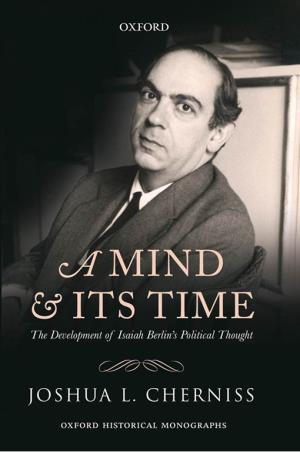 OXFORD
A MIND
& ITS TIME
The Development of Isaiah Berlin's Political Thought
JOSHUA L. CHERNISS
OXFORD HISTORICAL MONOGRAPHS